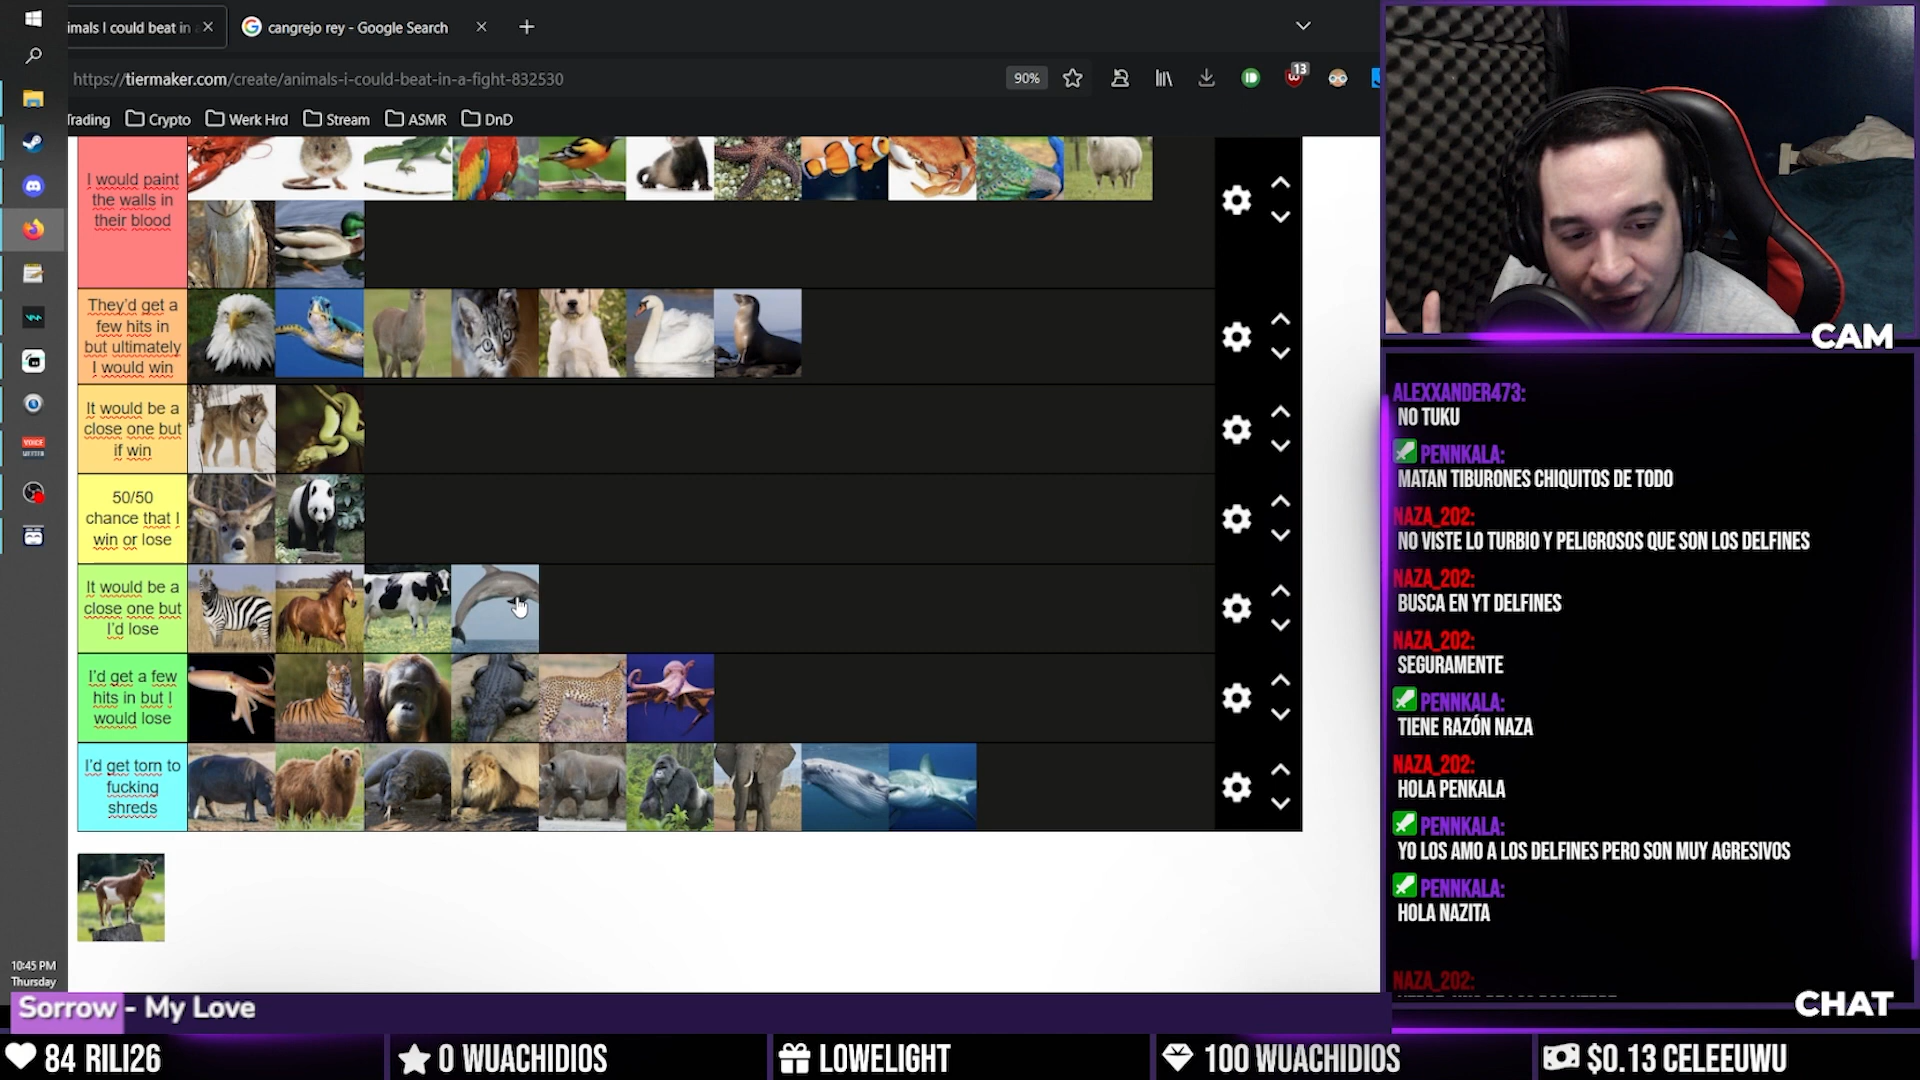 imals I could beat in
cangrejo rey - Google Search
https://tiermaker.com/create/animals-i-could-beat-in-a-fight-832530
90%
13
Trading
Crypto
Werk Hrd
Stream
ASMR
DnD
I would paint
the walls in
their blood
They'd get a
few hits in
but ultimately
I would win
It would be a
close one but
if win
50/50
chance that I
win or lose
It would be a
close one but
I'd lose
I'd get a few
hits in but I
would lose
I'd get torn to
fucking
shreds
10:45 PM
Thursday
CAM
ALEXXANDER473:
NO TUKU
PENNKALA:
MATAN TIBURONES CHIQUITOS DE TODO
NAZA_202:
NO VISTE LO TURBIO Y PELIGROSOS QUE SON LOS DELFINES
NAZA_202:
BUSCA EN YT DELFINES
NAZA_202:
SEGURAMENTE
PENNKALA:
TIENE RAZÓN NAZA
NAZA_202:
HOLA PENKALA
PENNKALA:
YO LOS AMO A LOS DELFINES PERO SON MUY AGRESIVOS
PENNKALA:
HOLA NAZITA
NAZA_202:
CHAT
Sorrow - My Love
84 RILI26
0 WUACHIDIOS
LOWELIGHT
100 WUACHIDIOS
$0.13 CELEEUWU